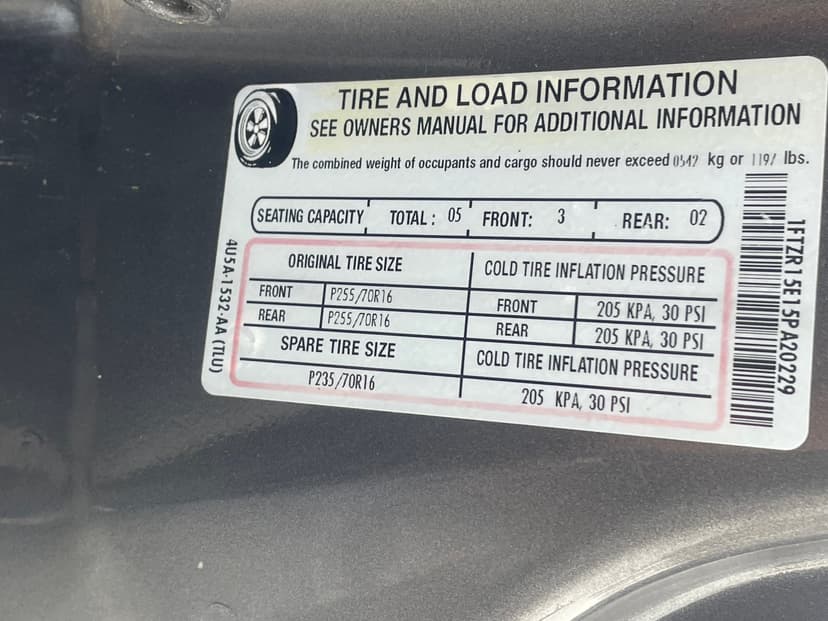 TIRE AND LOAD INFORMATION
SEE OWNERS MANUAL FOR ADDITIONAL INFORMATION
The combined weight of occupants and cargo should never exceed kg or 1197 lbs.
SEATING CAPACITY TOTAL: 05 FRONT: 3 REAR: 02
ORIGINAL TIRE SIZE COLD TIRE INFLATION PRESSURE
FRONT P255/70R16 FRONT 205 KPA, 30 PSI
REAR P255/70R16 REAR 205 KPA, 30 PSI
SPARE TIRE SIZE COLD TIRE INFLATION PRESSURE
P235/70R16 205 KPA, 30 PSI
4U5A-1532-AA (TLU)
1FTZR15E15PA20229